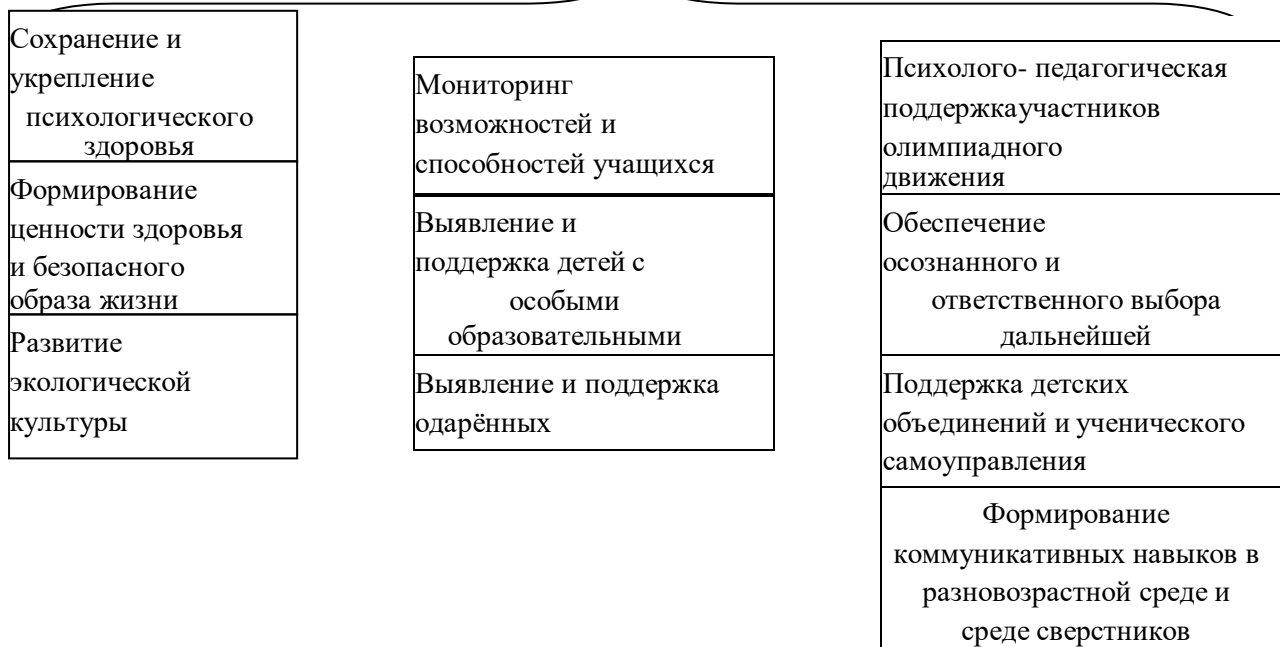 Сохранение и
укрепление
психологического
здоровья
Формирование
ценности здоровья
и безопасного
образа жизни
Развитие
экологической
культуры
Мониторинг
возможностей и
способностей учащихся
Выявление и
поддержка детей с
особыми
образовательными
Выявление и поддержка
одарённых
Психолого- педагогическая
поддержкаучастников
олимпиадного
движения
Обеспечение
осознанного и
ответственного выбора
дальнейшей
Поддержка детских
объединений и ученического
самоуправления
Формирование
коммуникативных навыков в
разновозрастной среде и
среде сверстников